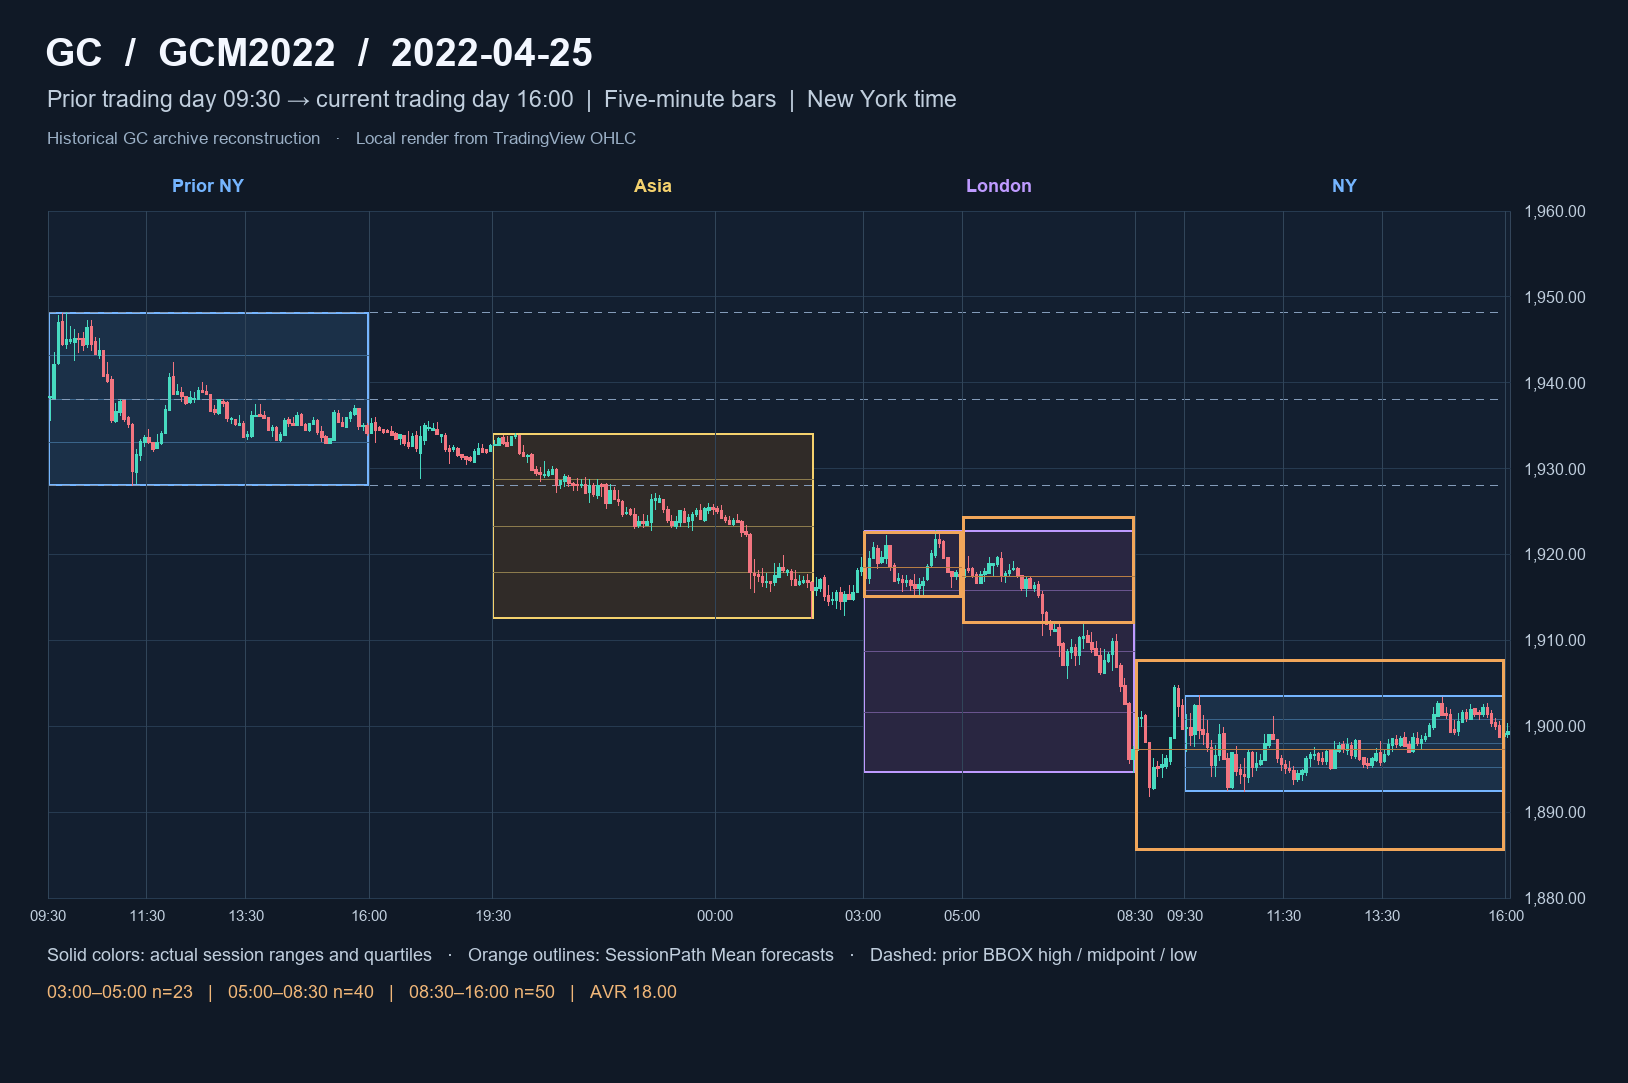 GC / GCM2022 / 2022-04-25
Prior trading day 09:30 → current trading day 16:00 | Five-minute bars | New York time
Historical GC archive reconstruction · Local render from TradingView OHLC
Prior NY Asia London NY
1,960.00
1,950.00
1,940.00
1,930.00
1,920.00
1,910.00
1,900.00
1,890.00
1,880.00
09:30 11:30 13:30 16:00 19:30 00:00 03:00 05:00 08:30 09:30 11:30 13:30 16:00
Solid colors: actual session ranges and quartiles · Orange outlines: SessionPath Mean forecasts · Dashed: prior BBOX high / midpoint / low
03:00–05:00 n=23 | 05:00–08:30 n=40 | 08:30–16:00 n=50 | AVR 18.00